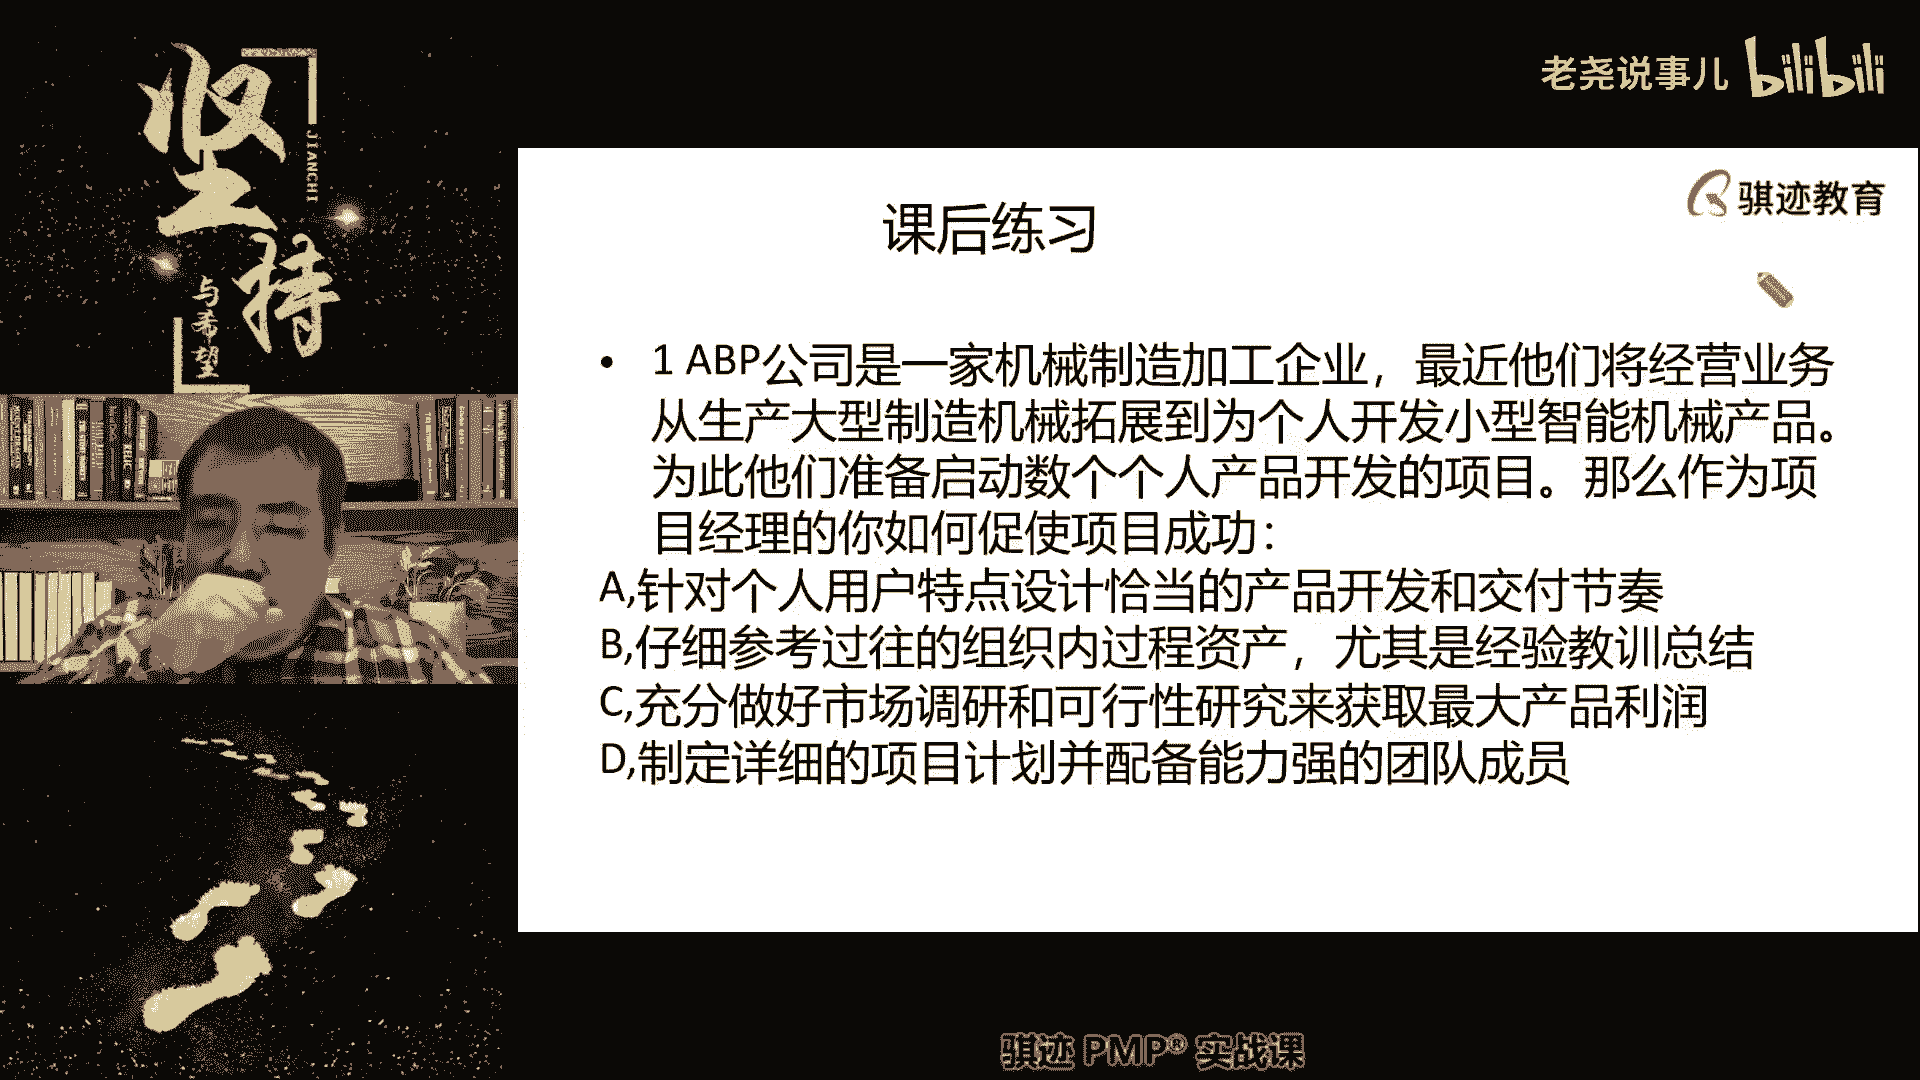 坚
持
JIANCHI
与希望
老尧说事儿 bilibili
骐迹教育
课后练习
• 1 ABP公司是一家机械制造加工企业，最近他们将经营业务
从生产大型制造机械拓展到为个人开发小型智能机械产品。
为此他们准备启动数个个人产品开发的项目。那么作为项
目经理的你如何促使项目成功：
A,针对个人用户特点设计恰当的产品开发和交付节奏
B,仔细参考过往的组织内过程资产，尤其是经验教训总结
C,充分做好市场调研和可行性研究来获取最大产品利润
D,制定详细的项目计划并配备能力强的团队成员
骐迹 PMP® 实战课